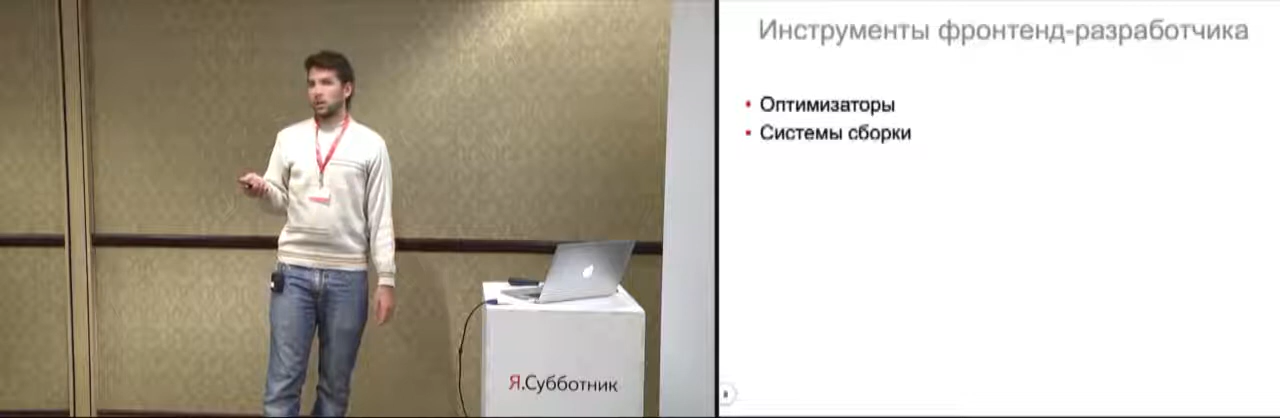 Инструменты фронтенд-разработчика
Оптимизаторы
Системы сборки
Я.Субботник